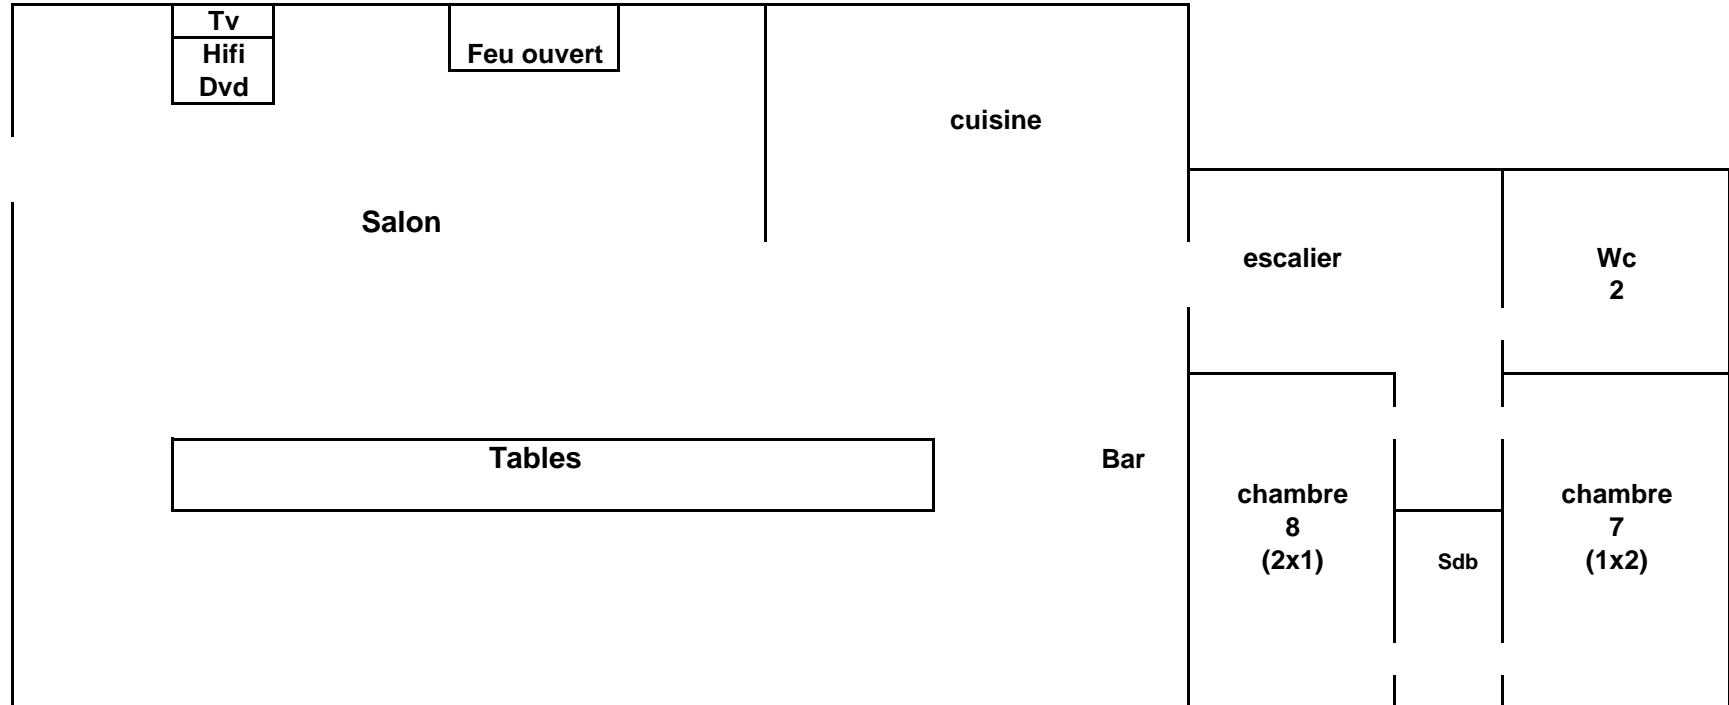 Tv
Hifi
Dvd
Feu ouvert
cuisine
Salon
escalier
Wc
2
Tables
Bar
chambre
8
(2x1)
Sdb
chambre
7
(1x2)